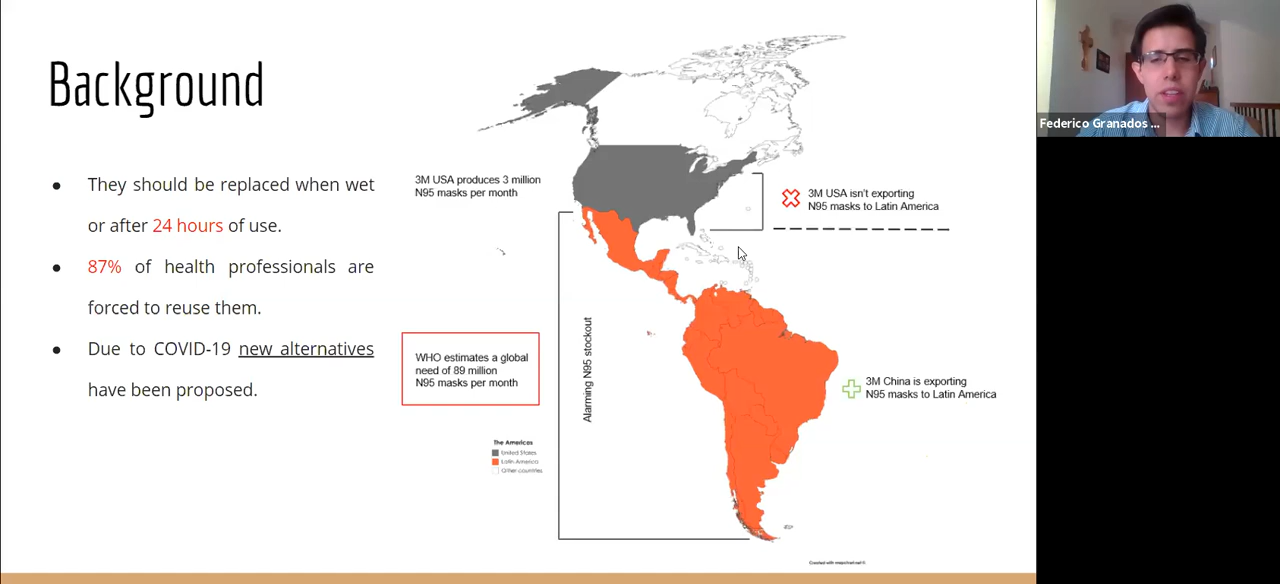 Background
● They should be replaced when wet
or after 24 hours of use.
● 87% of health professionals are
forced to reuse them.
● Due to COVID-19 new alternatives
have been proposed.
3M USA produces 3 million
N95 masks per month
3M USA isn't exporting
N95 masks to Latin America
WHO estimates a global
need of 89 million
N95 masks per month
Alarming N95 stockout
3M China is exporting
N95 masks to Latin America
The Americas
United States
Latin America
Other countries
Created with mapchart.net ©
Federico Granados ...